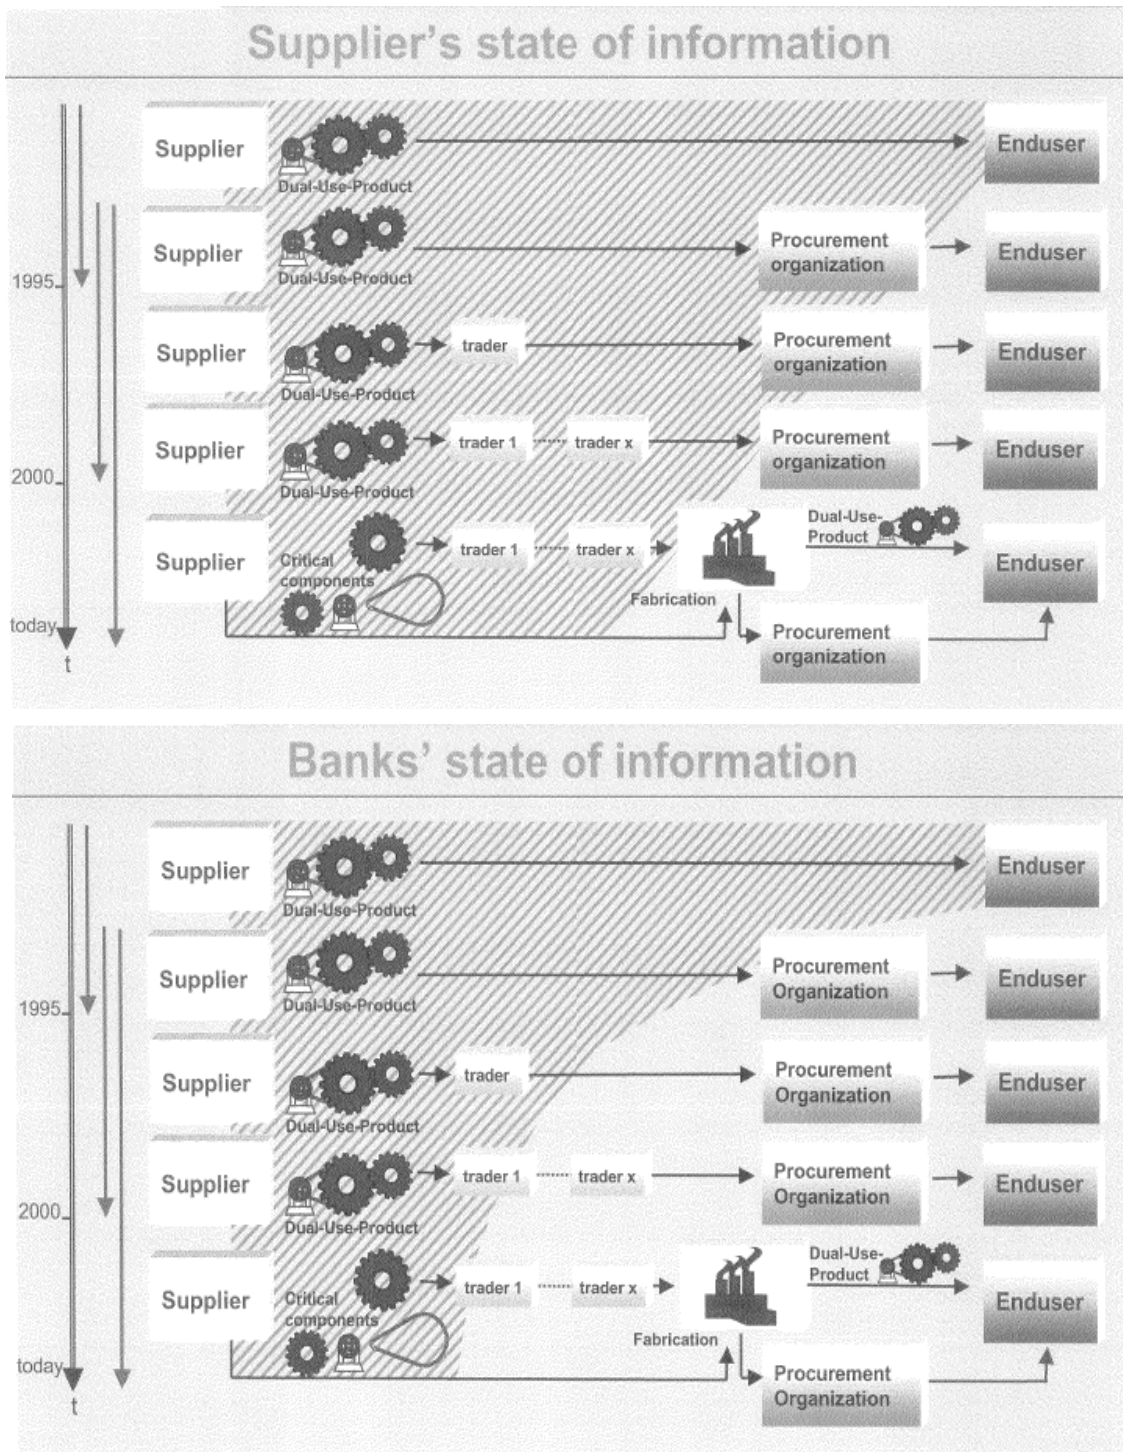 Supplier's state of information
Supplier
Dual-Use-Product
Enduser
Supplier
Dual-Use-Product
Procurement
organization
Enduser
1995
Supplier
Dual-Use-Product
trader
Procurement
organization
Enduser
Supplier
Dual-Use-Product
trader 1
trader x
Procurement
organization
Enduser
2000
Supplier
Critical
components
trader 1
trader x
Fabrication
Dual-Use-
Product
Enduser
Procurement
organization
today
t
Banks' state of information
Supplier
Dual-Use-Product
Enduser
Supplier
Dual-Use-Product
Procurement
Organization
Enduser
1995
Supplier
Dual-Use-Product
trader
Procurement
Organization
Enduser
Supplier
Dual-Use-Product
trader 1
trader x
Procurement
Organization
Enduser
2000
Supplier
Critical
components
trader 1
trader x
Fabrication
Dual-Use-
Product
Enduser
Procurement
Organization
today
t